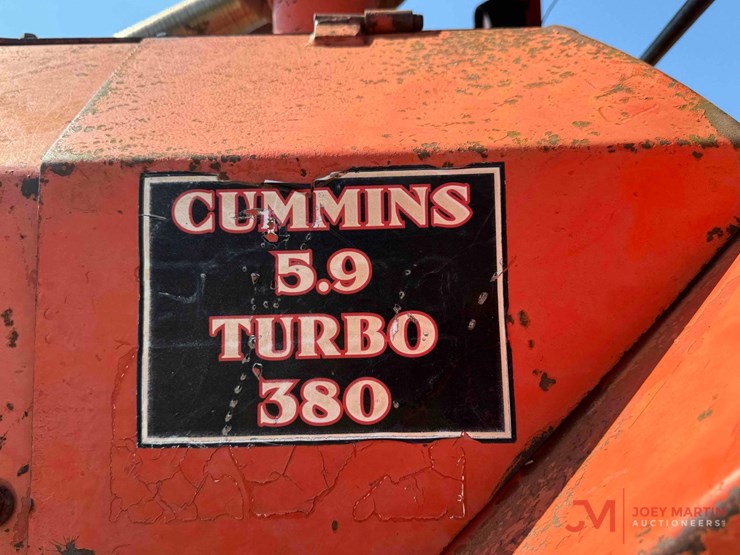 CUMMINS
5.9
TURBO
380
JM JOEY MARTIN
AUCTIONEERS